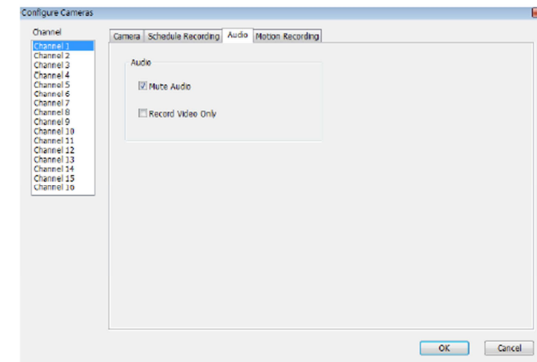 Configure Cameras
Channel
Channel 1
Channel 2
Channel 3
Channel 4
Channel 5
Channel 6
Channel 7
Channel 8
Channel 9
Channel 10
Channel 11
Channel 12
Channel 13
Channel 14
Channel 15
Channel 16
Camera Schedule Recording Audio Motion Recording
Audio
Mute Audio
Record Video Only
OK Cancel